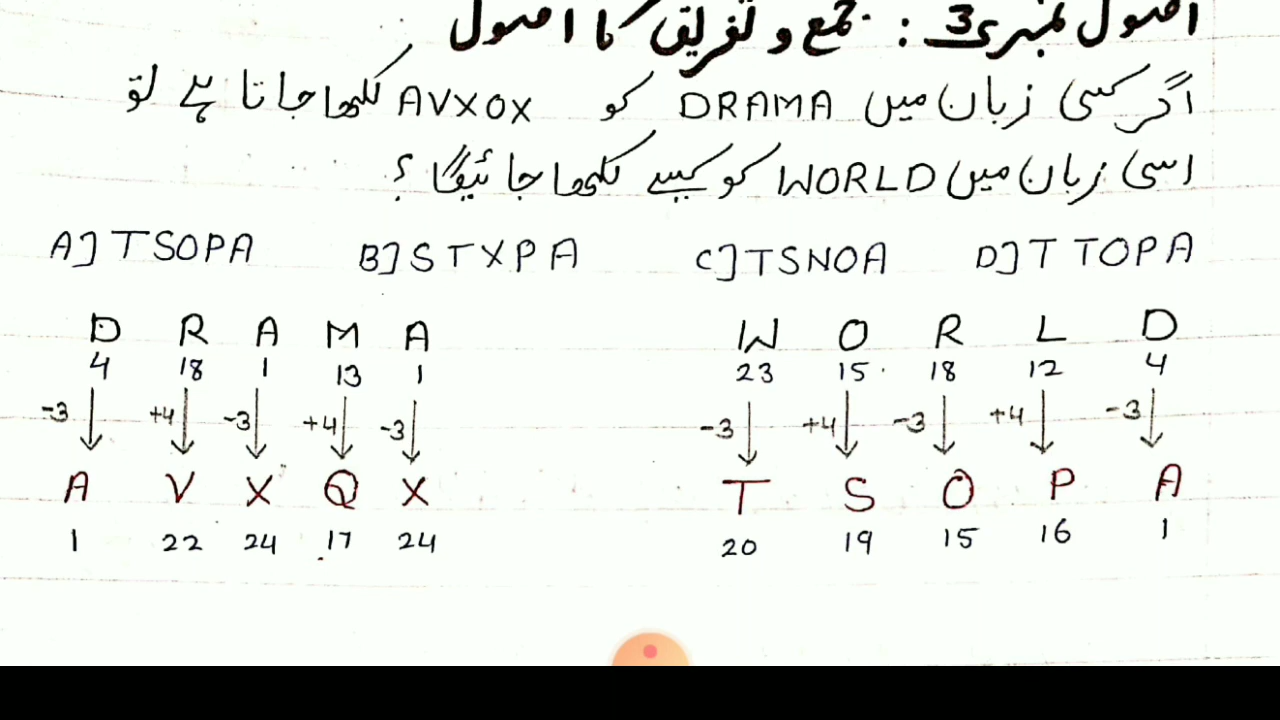 اصول نمبری 3 : جمع و تفریق کا اصول
اگر کسی زبان میں DRAMA کو AVXOX لکھا جاتا ہے تو
اسی زبان میں WORLD کو کیسے لکھا جائیگا ؟
A] TSOPA B] STXPA C] TSNOA D] TTOPA
D R A M A W O R L D
4 18 1 13 1 23 15 18 12 4
-3 +4 -3 +4 -3 -3 +4 -3 +4 -3
A V X Q X T S O P A
1 22 24 17 24 20 19 15 16 1